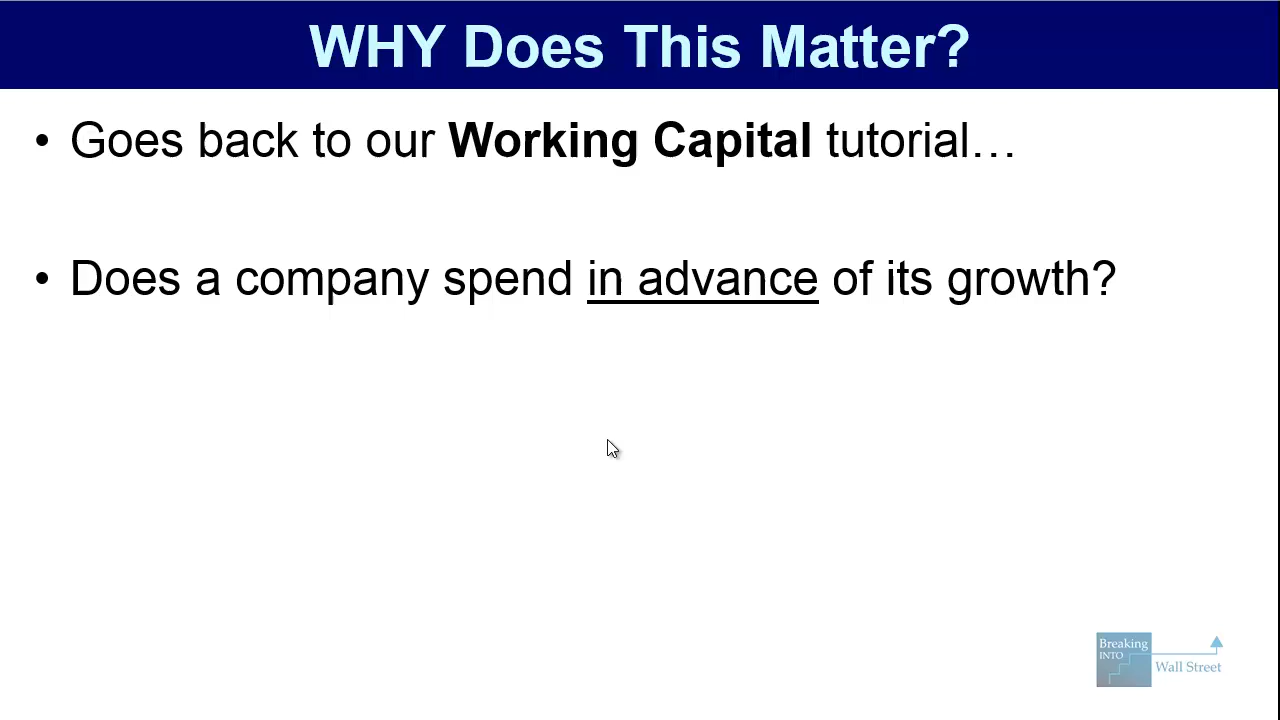 WHY Does This Matter?
• Goes back to our Working Capital tutorial…
• Does a company spend in advance of its growth?
Breaking
INTO
Wall Street